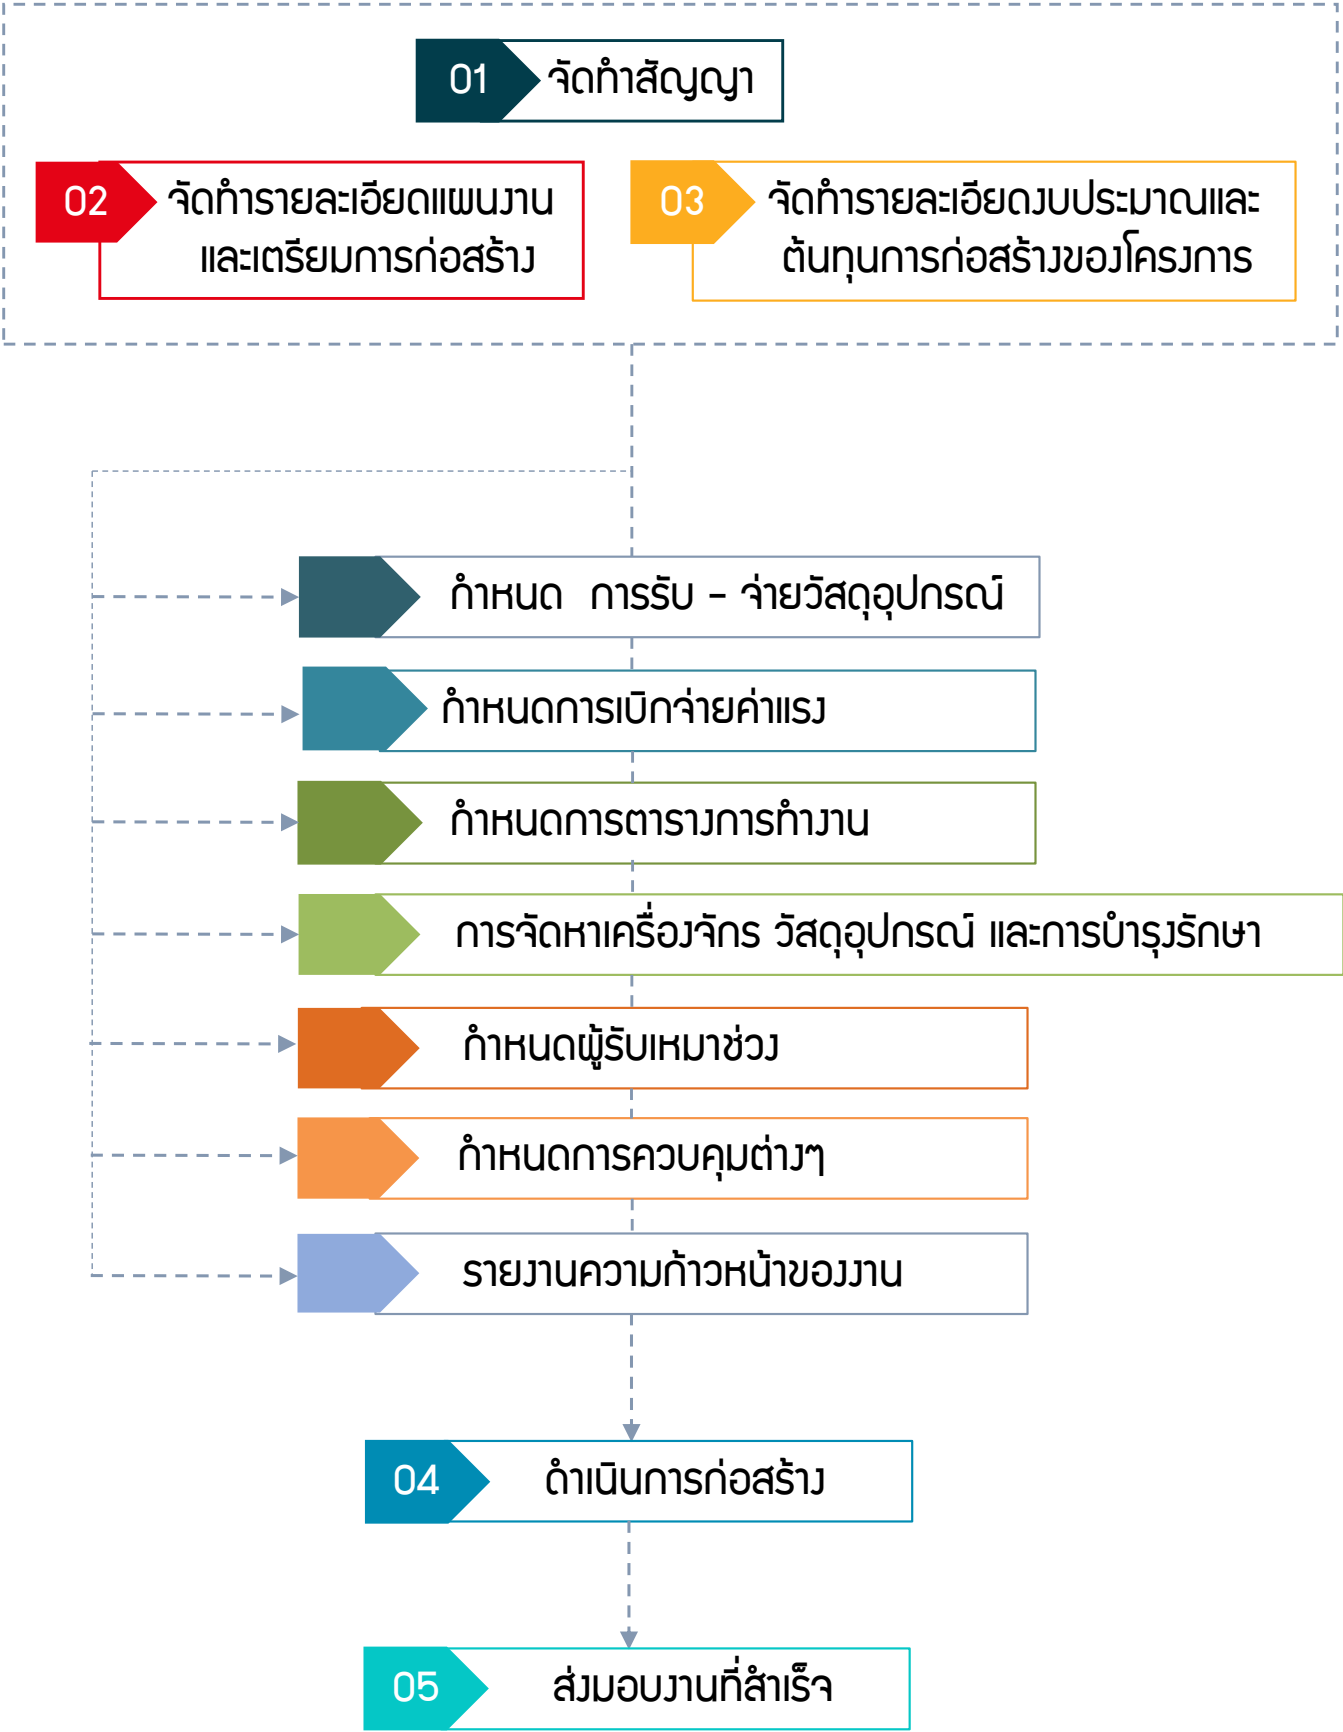 01 จัดทำสัญญา
02 จัดทำรายละเอียดแผนงาน
และเตรียมการก่อสร้าง
03 จัดทำรายละเอียดงบประมาณและ
ต้นทุนการก่อสร้างของโครงการ
กำหนด การรับ - จ่ายวัสดุอุปกรณ์
กำหนดการเบิกจ่ายค่าแรง
กำหนดการตารางการทำงาน
การจัดหาเครื่องจักร วัสดุอุปกรณ์ และการบำรุงรักษา
กำหนดผู้รับเหมาช่วง
กำหนดการควบคุมต่างๆ
รายงานความก้าวหน้าของงาน
04 ดำเนินการก่อสร้าง
05 ส่งมอบงานที่สำเร็จ